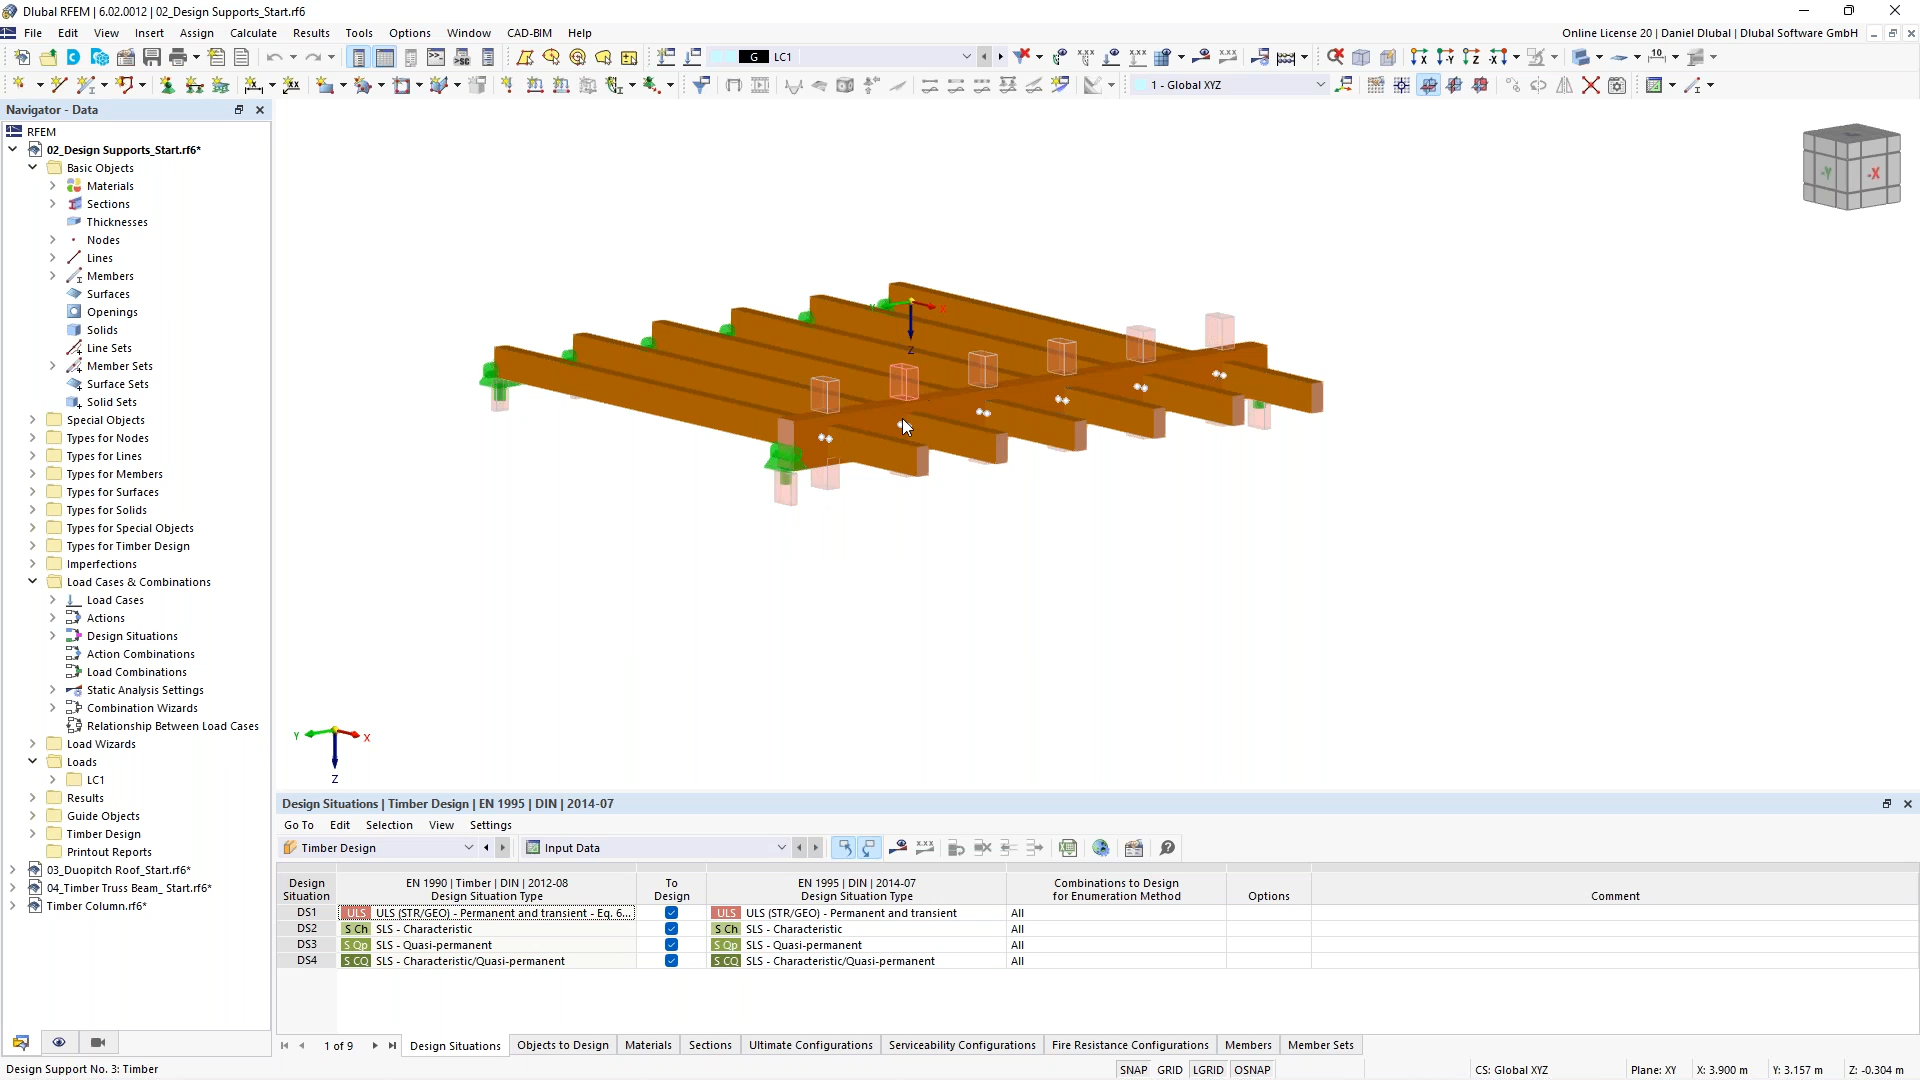 Dlubal RFEM | 6.02.0012 | 02_Design Supports_Start.rf6*
File Edit View Insert Assign Calculate Results Tools Options Window CAD-BIM Help
Online License 20 | Daniel Dlubal | Dlubal Software GmbH
G LC1
1 - Global XYZ
Navigator - Data
RFEM
02_Design Supports_Start.rf6*
Basic Objects
Materials
Sections
Thicknesses
Nodes
Lines
Members
Surfaces
Openings
Solids
Line Sets
Member Sets
Surface Sets
Solid Sets
Special Objects
Types for Nodes
Types for Lines
Types for Members
Types for Surfaces
Types for Solids
Types for Special Objects
Types for Timber Design
Imperfections
Load Cases & Combinations
Load Cases
Actions
Design Situations
Action Combinations
Load Combinations
Static Analysis Settings
Combination Wizards
Relationship Between Load Cases
Load Wizards
Loads
LC1
Results
Guide Objects
Timber Design
Printout Reports
03_Duopitch Roof_Start.rf6*
04_Timber Truss Beam_ Start.rf6*
Timber Column.rf6*
-Y -X
X
Z
Y X
Z
Design Situations | Timber Design | EN 1995 | DIN | 2014-07
Go To Edit Selection View Settings
Timber Design Input Data
Design Situation
EN 1990 | Timber | DIN | 2012-08 Design Situation Type
To Design
EN 1995 | DIN | 2014-07 Design Situation Type
Combinations to Design for Enumeration Method
Options
Comment
DS1 ULS ULS (STR/GEO) - Permanent and transient - Eq. 6... ULS ULS (STR/GEO) - Permanent and transient All
DS2 S Ch SLS - Characteristic S Ch SLS - Characteristic All
DS3 S Qp SLS - Quasi-permanent S Qp SLS - Quasi-permanent All
DS4 S CQ SLS - Characteristic/Quasi-permanent S CQ SLS - Characteristic/Quasi-permanent All
1 of 9 Design Situations Objects to Design Materials Sections Ultimate Configurations Serviceability Configurations Fire Resistance Configurations Members Member Sets
Design Support No. 3: Timber
SNAP GRID LGRID OSNAP
CS: Global XYZ
Plane: XY X: 3.900 m Y: 3.157 m Z: -0.304 m